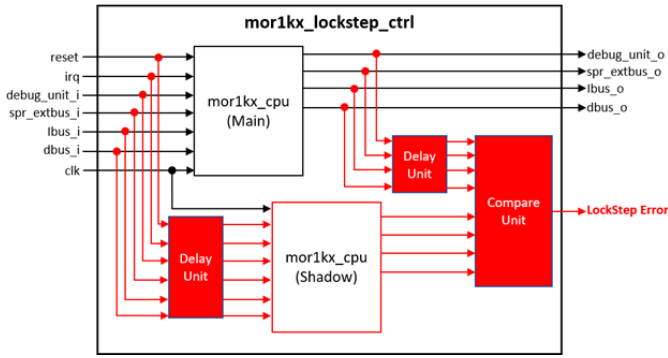 mor1kx_lockstep_ctrl
reset
irq
debug_unit_i
spr_extbus_i
Ibus_i
dbus_i
clk
mor1kx_cpu
(Main)
debug_unit_o
spr_extbus_o
Ibus_o
dbus_o
Delay
Unit
Compare
Unit
LockStep Error
Delay
Unit
mor1kx_cpu
(Shadow)